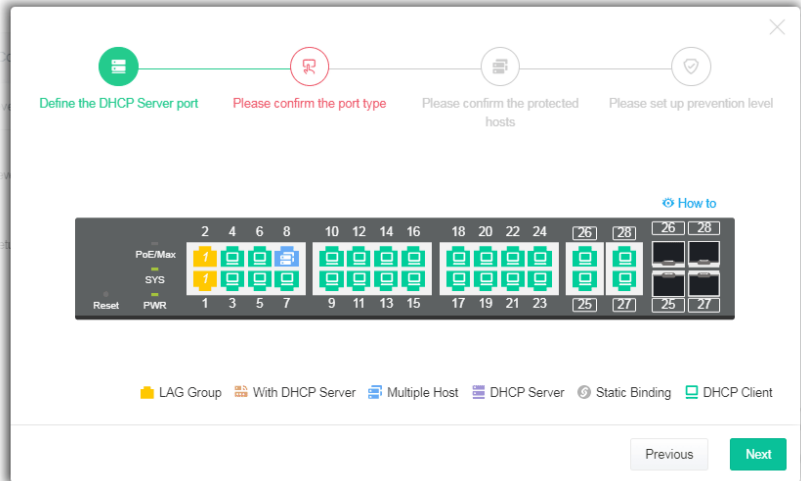 Define the DHCP Server port
Please confirm the port type
Please confirm the protected
hosts
Please set up prevention level
How to
2 4 6 8 10 12 14 16 18 20 22 24 26 28 26 28
PoE/Max
1
SYS
1
Reset PWR 1 3 5 7 9 11 13 15 17 19 21 23 25 27 25 27
LAG Group With DHCP Server Multiple Host DHCP Server Static Binding DHCP Client
Previous Next